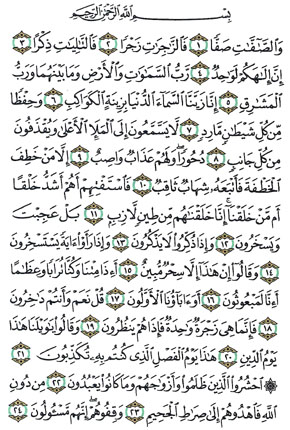 بِسْمِ ٱللَّهِ ٱلرَّحْمَٰنِ ٱلرَّحِيمِ
وَٱلصَّٰٓفَّٰتِ صَفًّا ١ فَٱلزَّٰجِرَٰتِ زَجْرًا ٢ فَٱلتَّٰلِيَٰتِ ذِكْرًا ٣
إِنَّ إِلَٰهَكُمْ لَوَٰحِدٌ ٤ رَّبُّ ٱلسَّمَٰوَٰتِ وَٱلْأَرْضِ وَمَا بَيْنَهُمَا وَرَبُّ
ٱلْمَشَٰرِقِ ٥ إِنَّا زَيَّنَّا ٱلسَّمَآءَ ٱلدُّنْيَا بِزِينَةٍ ٱلْكَوَاكِبِ ٦ وَحِفْظًا
مِّن كُلِّ شَيْطَٰنٍ مَّارِدٍ ٧ لَّا يَسَّمَّعُونَ إِلَى ٱلْمَلَإِ ٱلْأَعْلَىٰ وَيُقْذَفُونَ
مِن كُلِّ جَانِبٍ ٨ دُحُورًا وَلَهُمْ عَذَابٌ وَاصِبٌ ٩ إِلَّا مَنْ خَطِفَ
ٱلْخَطْفَةَ فَأَتْبَعَهُۥ شِهَابٌ ثَاقِبٌ ١٠ فَٱسْتَفْتِهِمْ أَهُمْ أَشَدُّ خَلْقًا
أَم مَّنْ خَلَقْنَآ إِنَّا خَلَقْنَٰهُم مِّن طِينٍ لَّازِبٍۭ ١١ بَلْ عَجِبْتَ
وَيَسْخَرُونَ ١٢ وَإِذَا ذُكِّرُوا۟ لَا يَذْكُرُونَ ١٣ وَإِذَا رَأَوْا۟ ءَايَةً يَسْتَسْخِرُونَ
١٤ وَقَالُوٓا۟ إِنْ هَٰذَآ إِلَّا سِحْرٌ مُّبِينٌ ١٥ أَءِذَا مِتْنَا وَكُنَّا تُرَابًا وَعِظَٰمًا
أَءِنَّا لَمَبْعُوثُونَ ١٦ أَوَءَابَآؤُنَا ٱلْأَوَّلُونَ ١٧ قُلْ نَعَمْ وَأَنتُمْ دَٰخِرُونَ
١٨ فَإِنَّمَا هِىَ زَجْرَةٌ وَٰحِدَةٌ فَإِذَا هُمْ يَنظُرُونَ ١٩ وَقَالُوا۟ يَٰوَيْلَنَا هَٰذَا
يَوْمُ ٱلدِّينِ ٢٠ هَٰذَا يَوْمُ ٱلْفَصْلِ ٱلَّذِى كُنتُم بِهِۦ تُكَذِّبُونَ ٢١
۞ ٱحْشُرُوا۟ ٱلَّذِينَ ظَلَمُوا۟ وَأَزْوَٰجَهُمْ وَمَا كَانُوا۟ يَعْبُدُونَ ٢٢ مِن دُونِ
ٱللَّهِ فَٱهْدُوهُمْ إِلَىٰ صِرَٰطِ ٱلْجَحِيمِ ٢٣ وَقِفُوهُمْ إِنَّهُم مَّسْـُٔولُونَ ٢٤